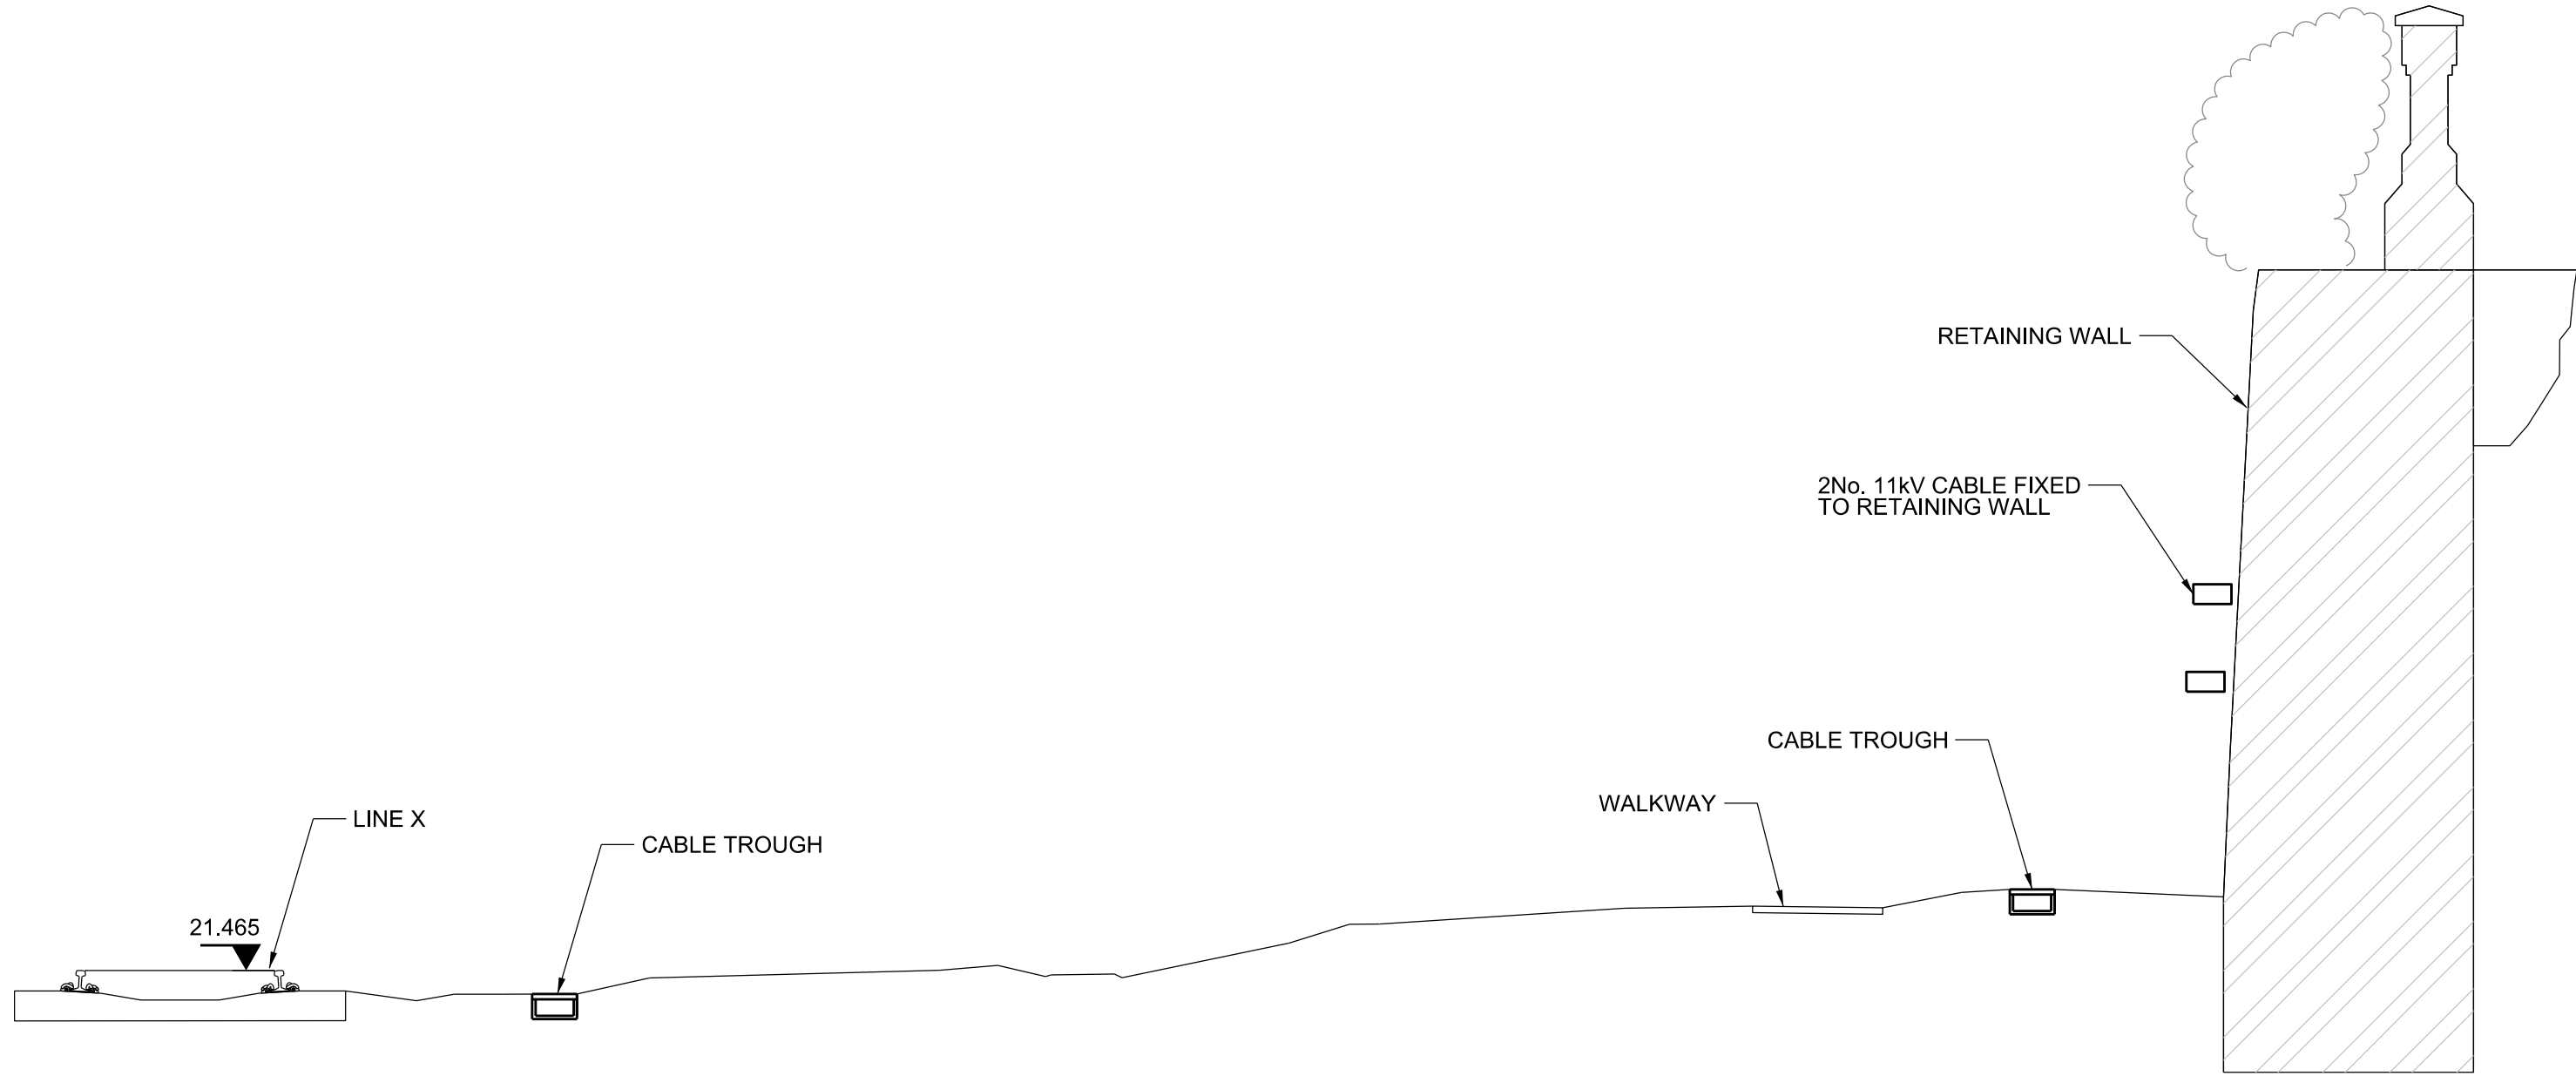 RETAINING WALL
2No. 11kV CABLE FIXED
TO RETAINING WALL
CABLE TROUGH
WALKWAY
LINE X
CABLE TROUGH
21.465